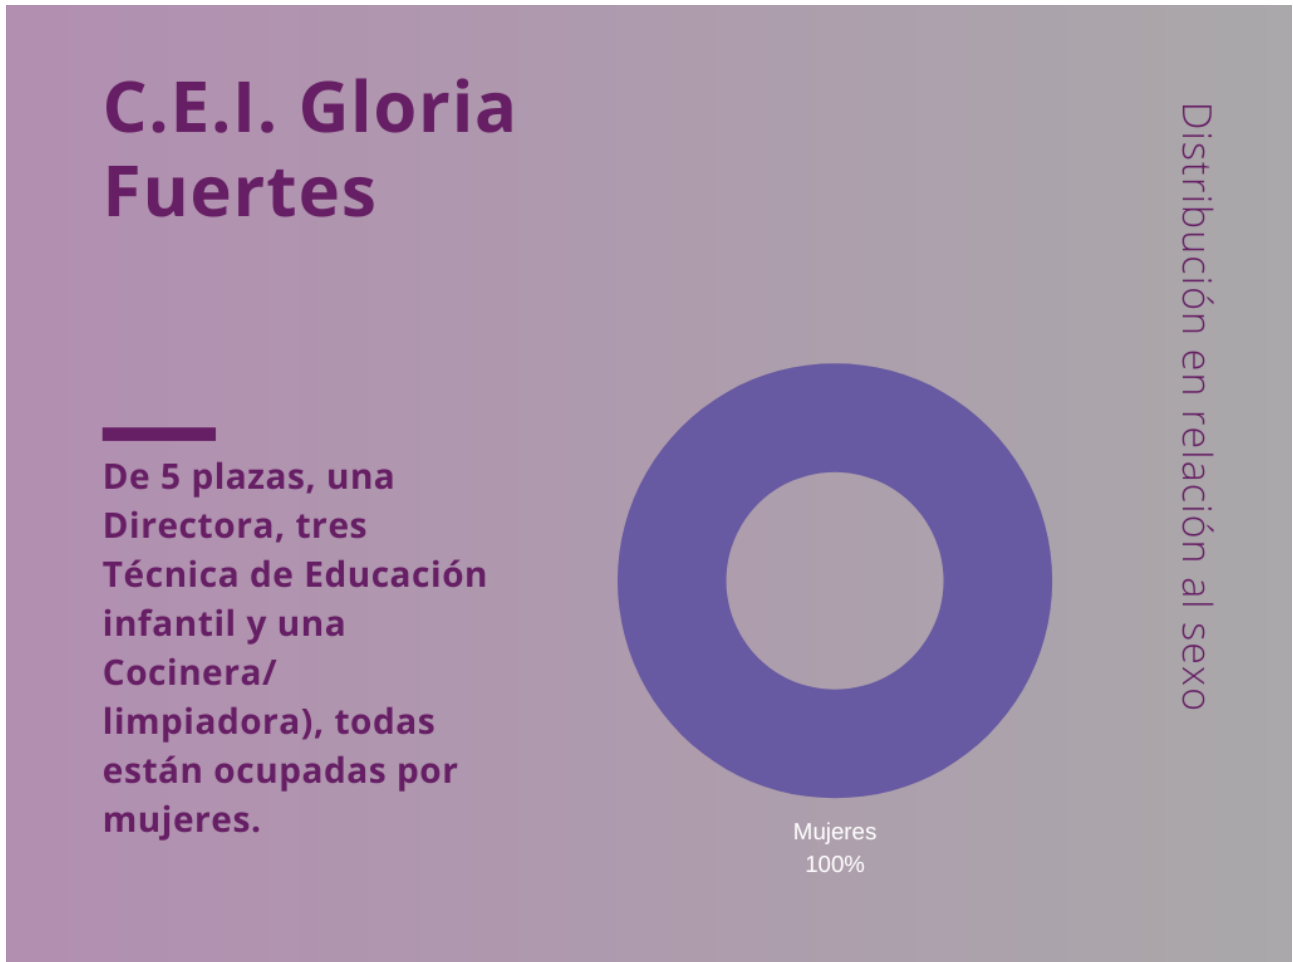 C.E.I. Gloria
Fuertes
De 5 plazas, una
Directora, tres
Técnica de Educación
infantil y una
Cocinera/
limpiadora), todas
están ocupadas por
mujeres.
Mujeres
100%
Distribución en relación al sexo